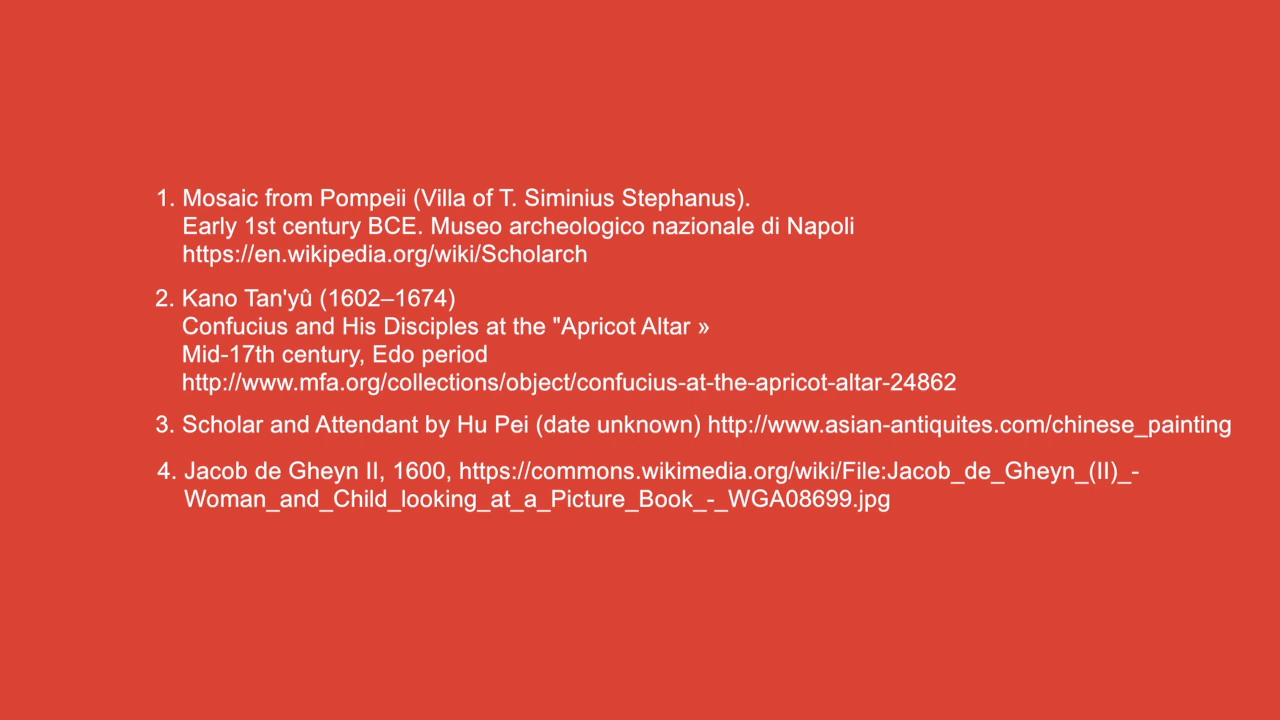 1. Mosaic from Pompeii (Villa of T. Siminius Stephanus).
Early 1st century BCE. Museo archeologico nazionale di Napoli
https://en.wikipedia.org/wiki/Scholarch
2. Kano Tan'yû (1602–1674)
Confucius and His Disciples at the "Apricot Altar »
Mid-17th century, Edo period
http://www.mfa.org/collections/object/confucius-at-the-apricot-altar-24862
3. Scholar and Attendant by Hu Pei (date unknown) http://www.asian-antiquites.com/chinese_painting
4. Jacob de Gheyn II, 1600, https://commons.wikimedia.org/wiki/File:Jacob_de_Gheyn_(II)_-
Woman_and_Child_looking_at_a_Picture_Book_-_WGA08699.jpg